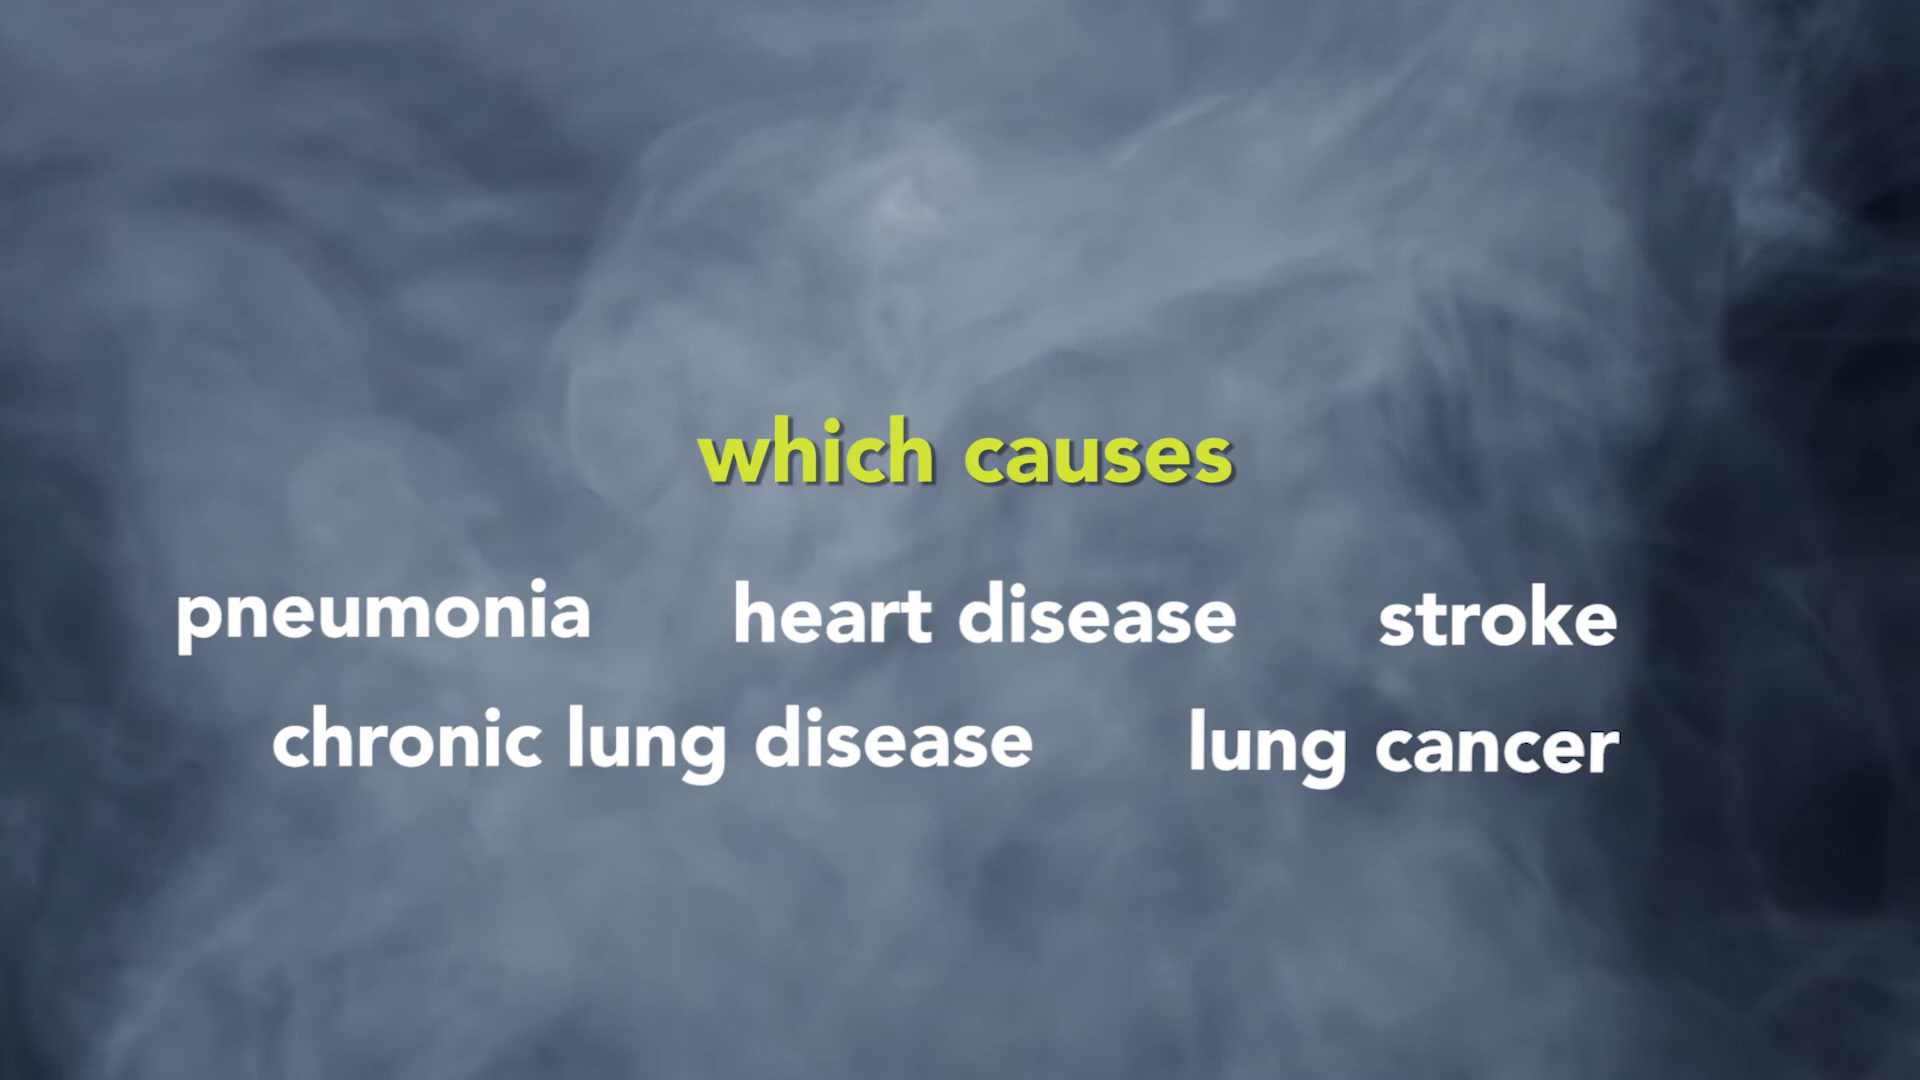 which causes
pneumonia heart disease stroke
chronic lung disease lung cancer